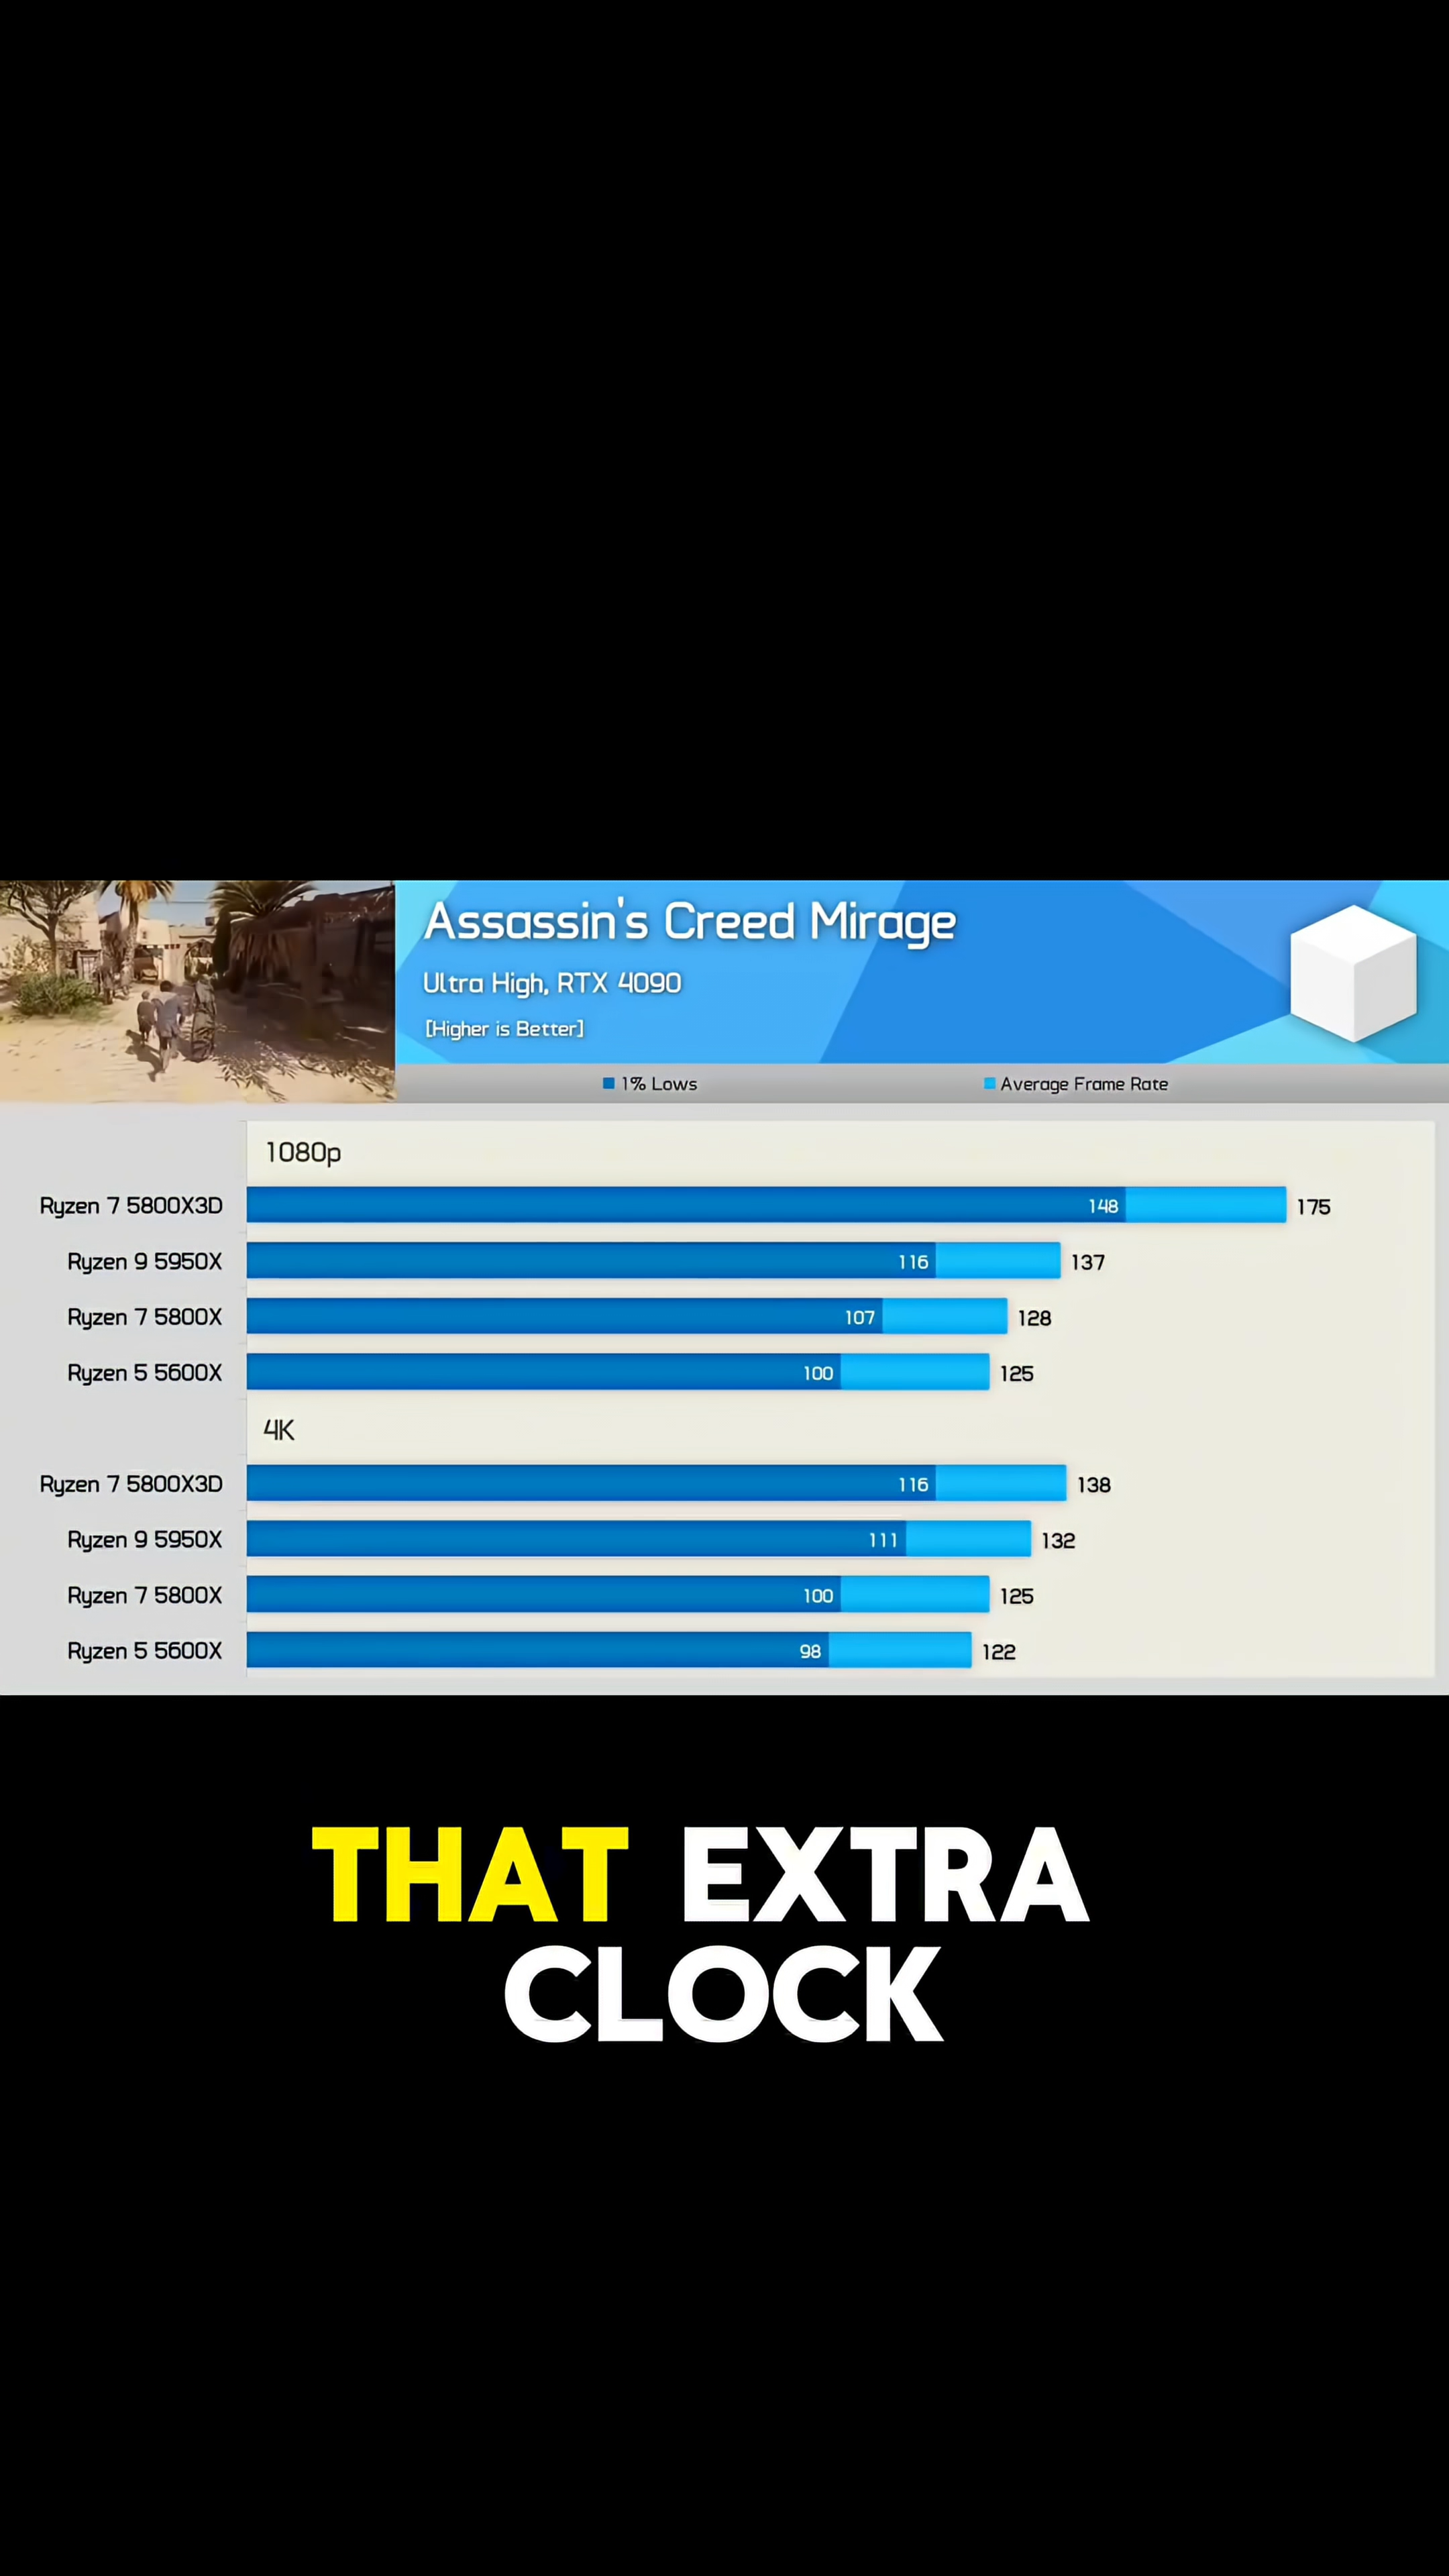 Assassin's Creed Mirage
Ultra High, RTX 4090
[Higher is Better]
1% Lows
Average Frame Rate
1080p
Ryzen 7 5800X3D 148 175
Ryzen 9 5950X 116 137
Ryzen 7 5800X 107 128
Ryzen 5 5600X 100 125
4K
Ryzen 7 5800X3D 116 138
Ryzen 9 5950X 111 132
Ryzen 7 5800X 100 125
Ryzen 5 5600X 98 122
THAT EXTRA
CLOCK